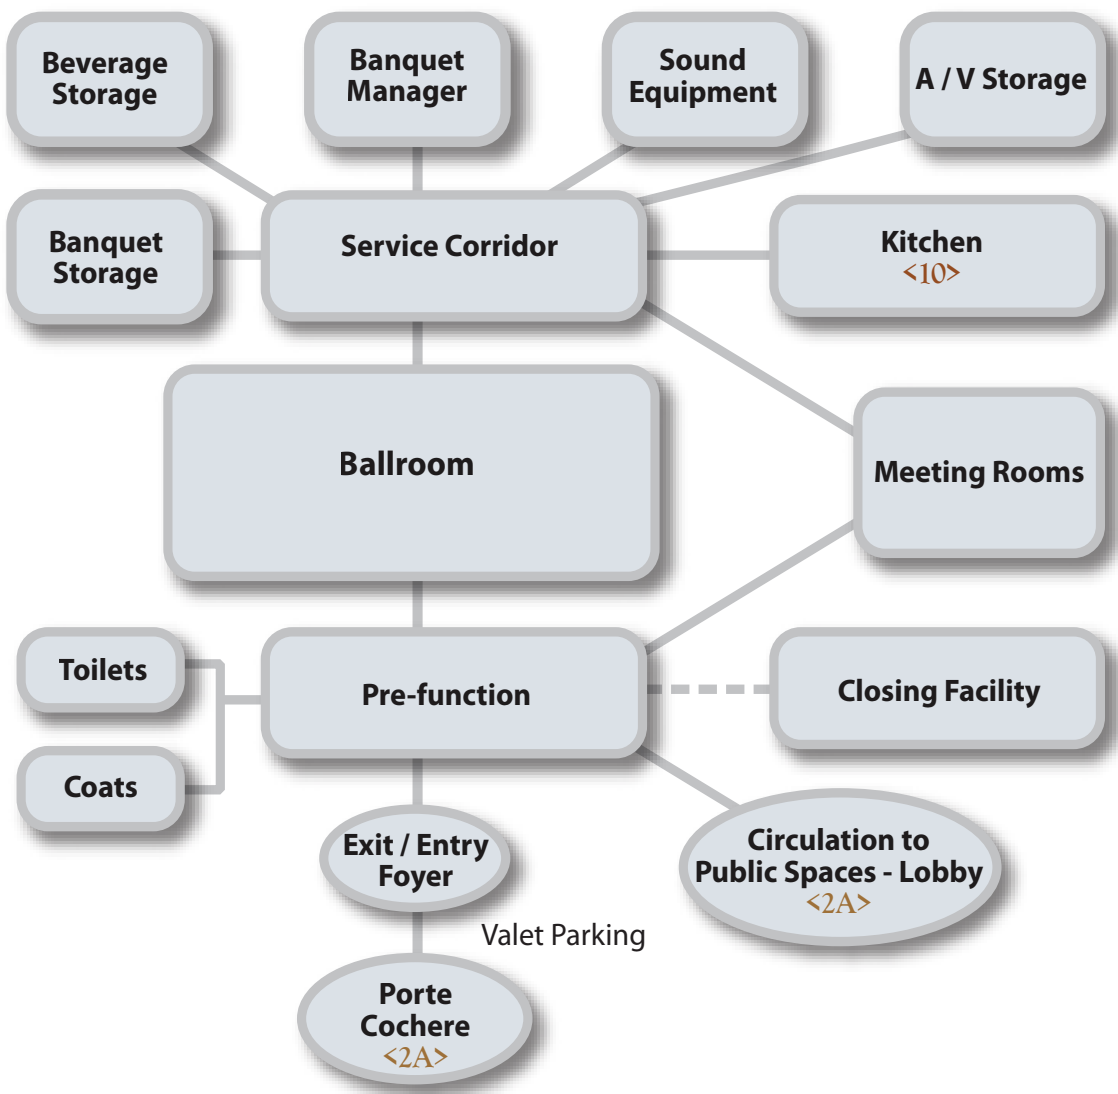 Beverage
Storage
Banquet
Manager
Sound
Equipment
A / V Storage
Banquet
Storage
Service Corridor
Kitchen
<10>
Ballroom
Meeting Rooms
Toilets
Pre-function
Closing Facility
Coats
Exit / Entry
Foyer
Circulation to
Public Spaces - Lobby
<2A>
Valet Parking
Porte
Cochere
<2A>